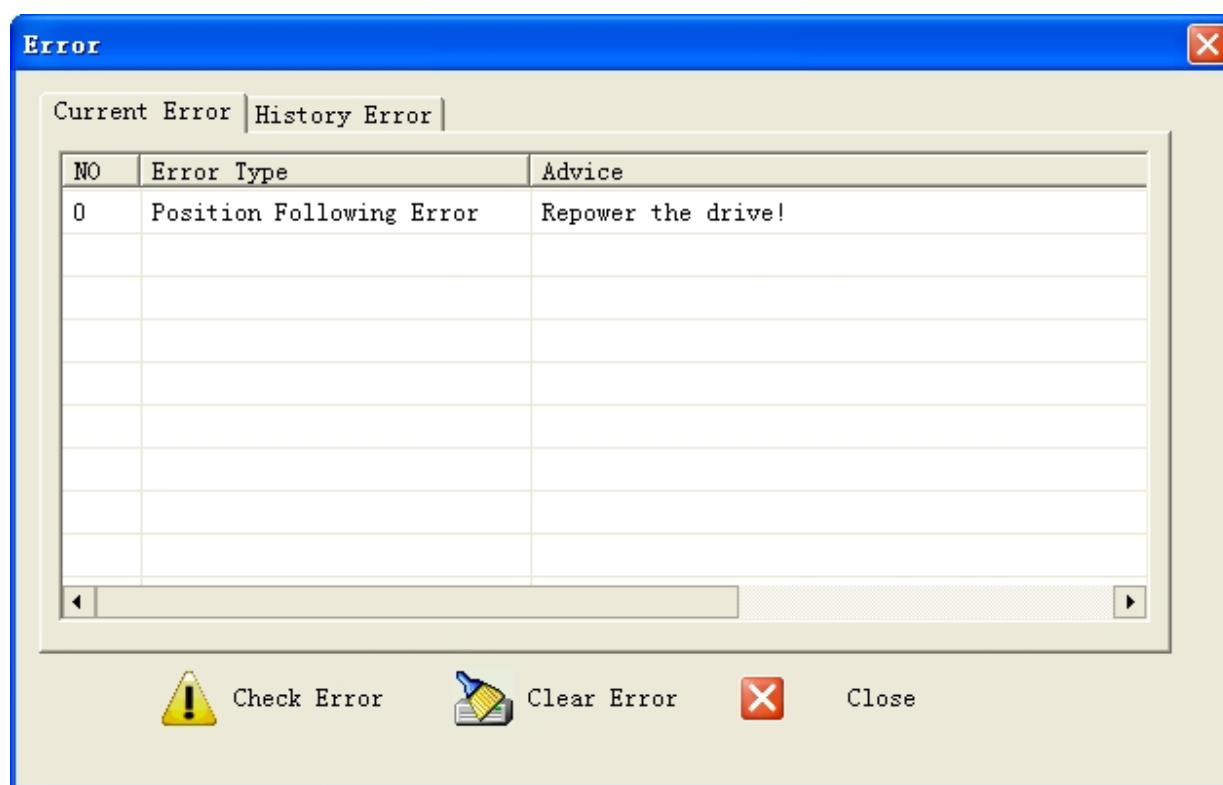 Error
Current Error History Error
NO Error Type Advice
0 Position Following Error Repower the drive!
Check Error Clear Error Close